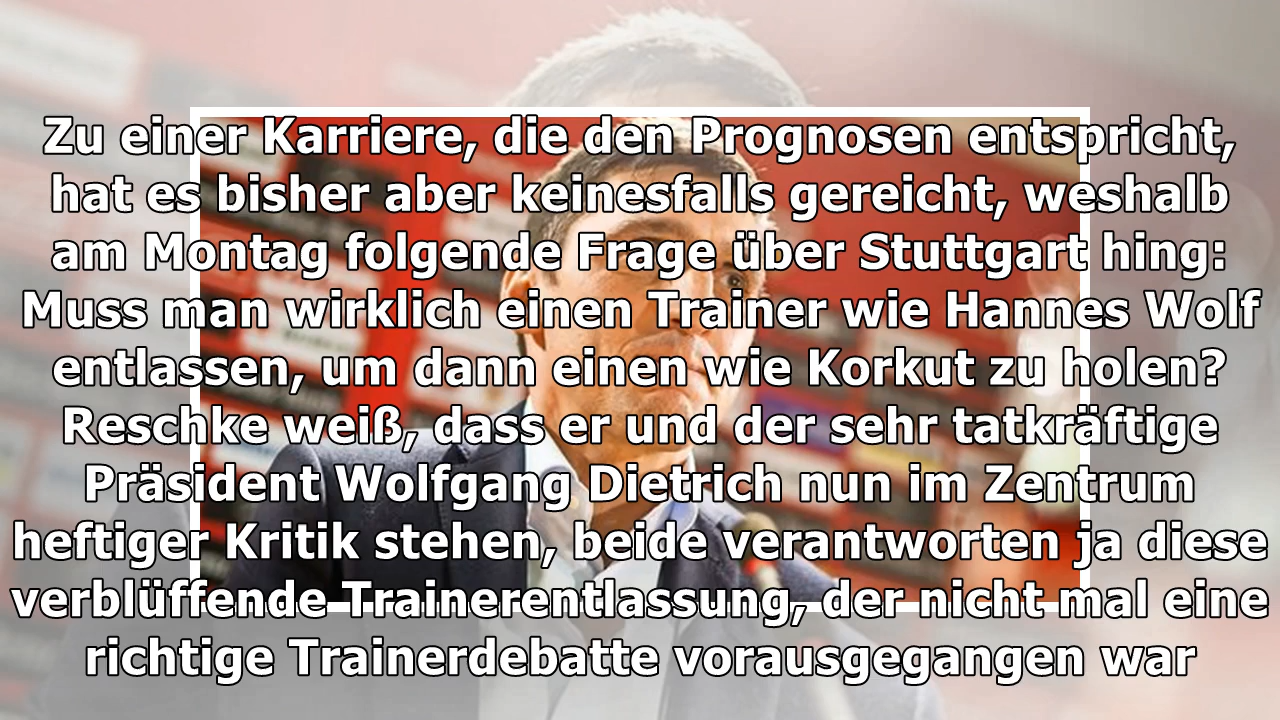 Zu einer Karriere, die den Prognosen entspricht,
hat es bisher aber keinesfalls gereicht, weshalb
am Montag folgende Frage über Stuttgart hing:
Muss man wirklich einen Trainer wie Hannes Wolf
entlassen, um dann einen wie Korkut zu holen?
Reschke weiß, dass er und der sehr tatkräftige
Präsident Wolfgang Dietrich nun im Zentrum
heftiger Kritik stehen, beide verantworten ja diese
verblüffende Trainerentlassung, der nicht mal eine
richtige Trainerdebatte vorausgegangen war